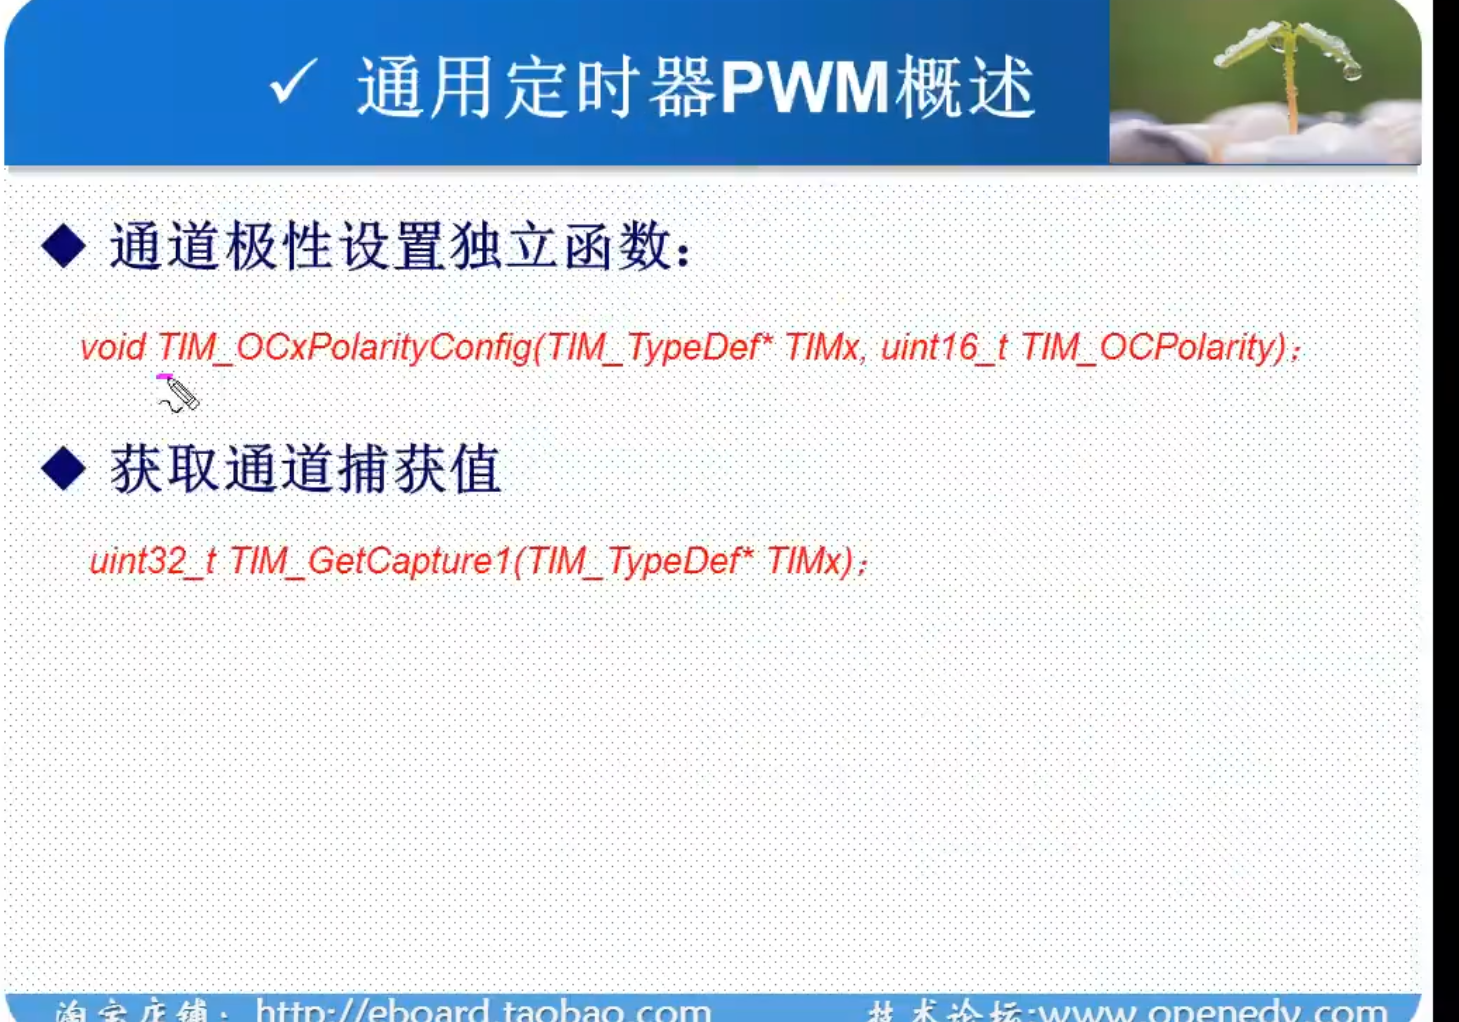 ✓ 通用定时器PWM概述
◆ 通道极性设置独立函数：
void TIM_OCxPolarityConfig(TIM_TypeDef* TIMx, uint16_t TIM_OCPolarity)；
◆ 获取通道捕获值
uint32_t TIM_GetCapture1(TIM_TypeDef* TIMx)；
淘宝店铺：http://eboard.taobao.com
技术论坛:www.openedv.com